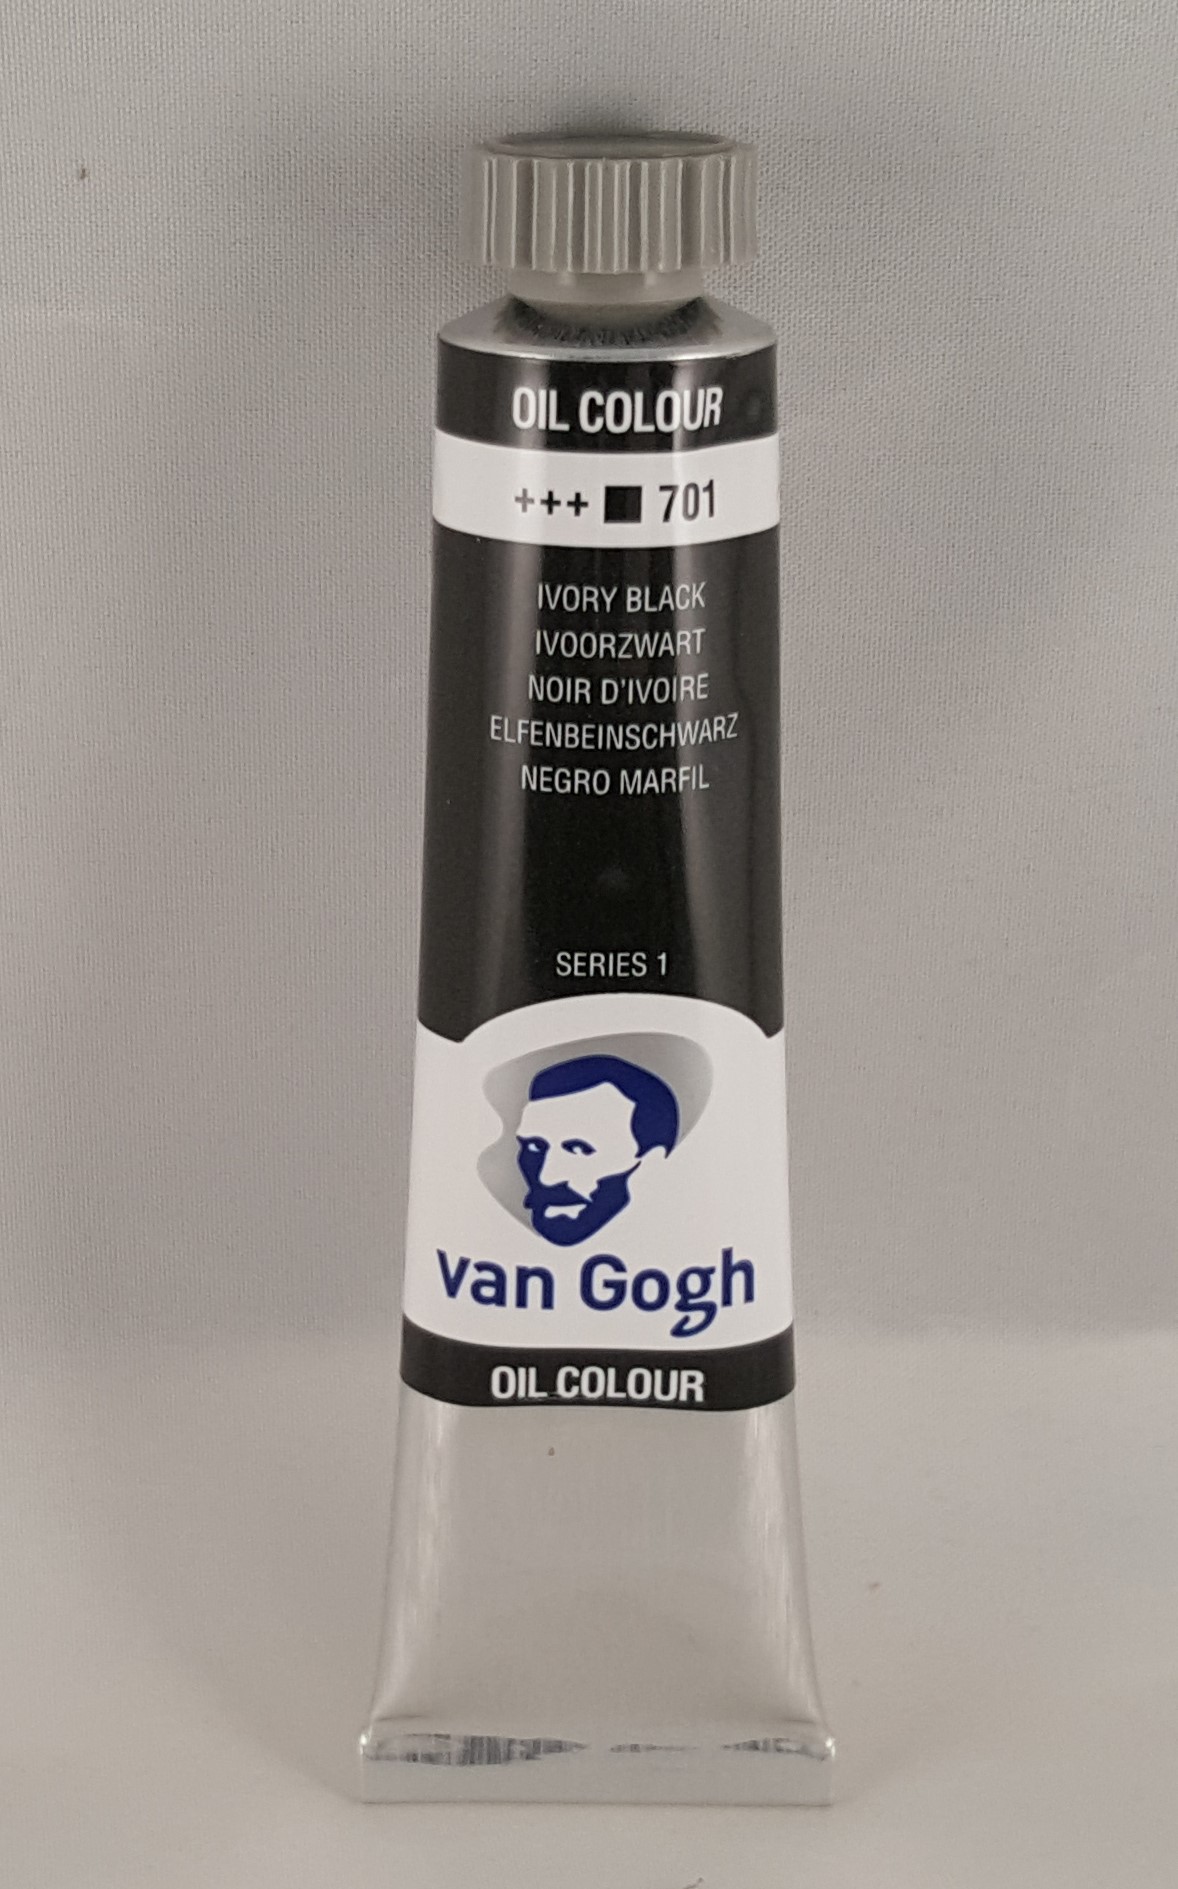 OIL COLOUR
+++ ■ 701
IVORY BLACK
IVOORZWART
NOIR D'IVOIRE
ELFENBEINSCHWARZ
NEGRO MARFIL
SERIES 1
van Gogh
OIL COLOUR